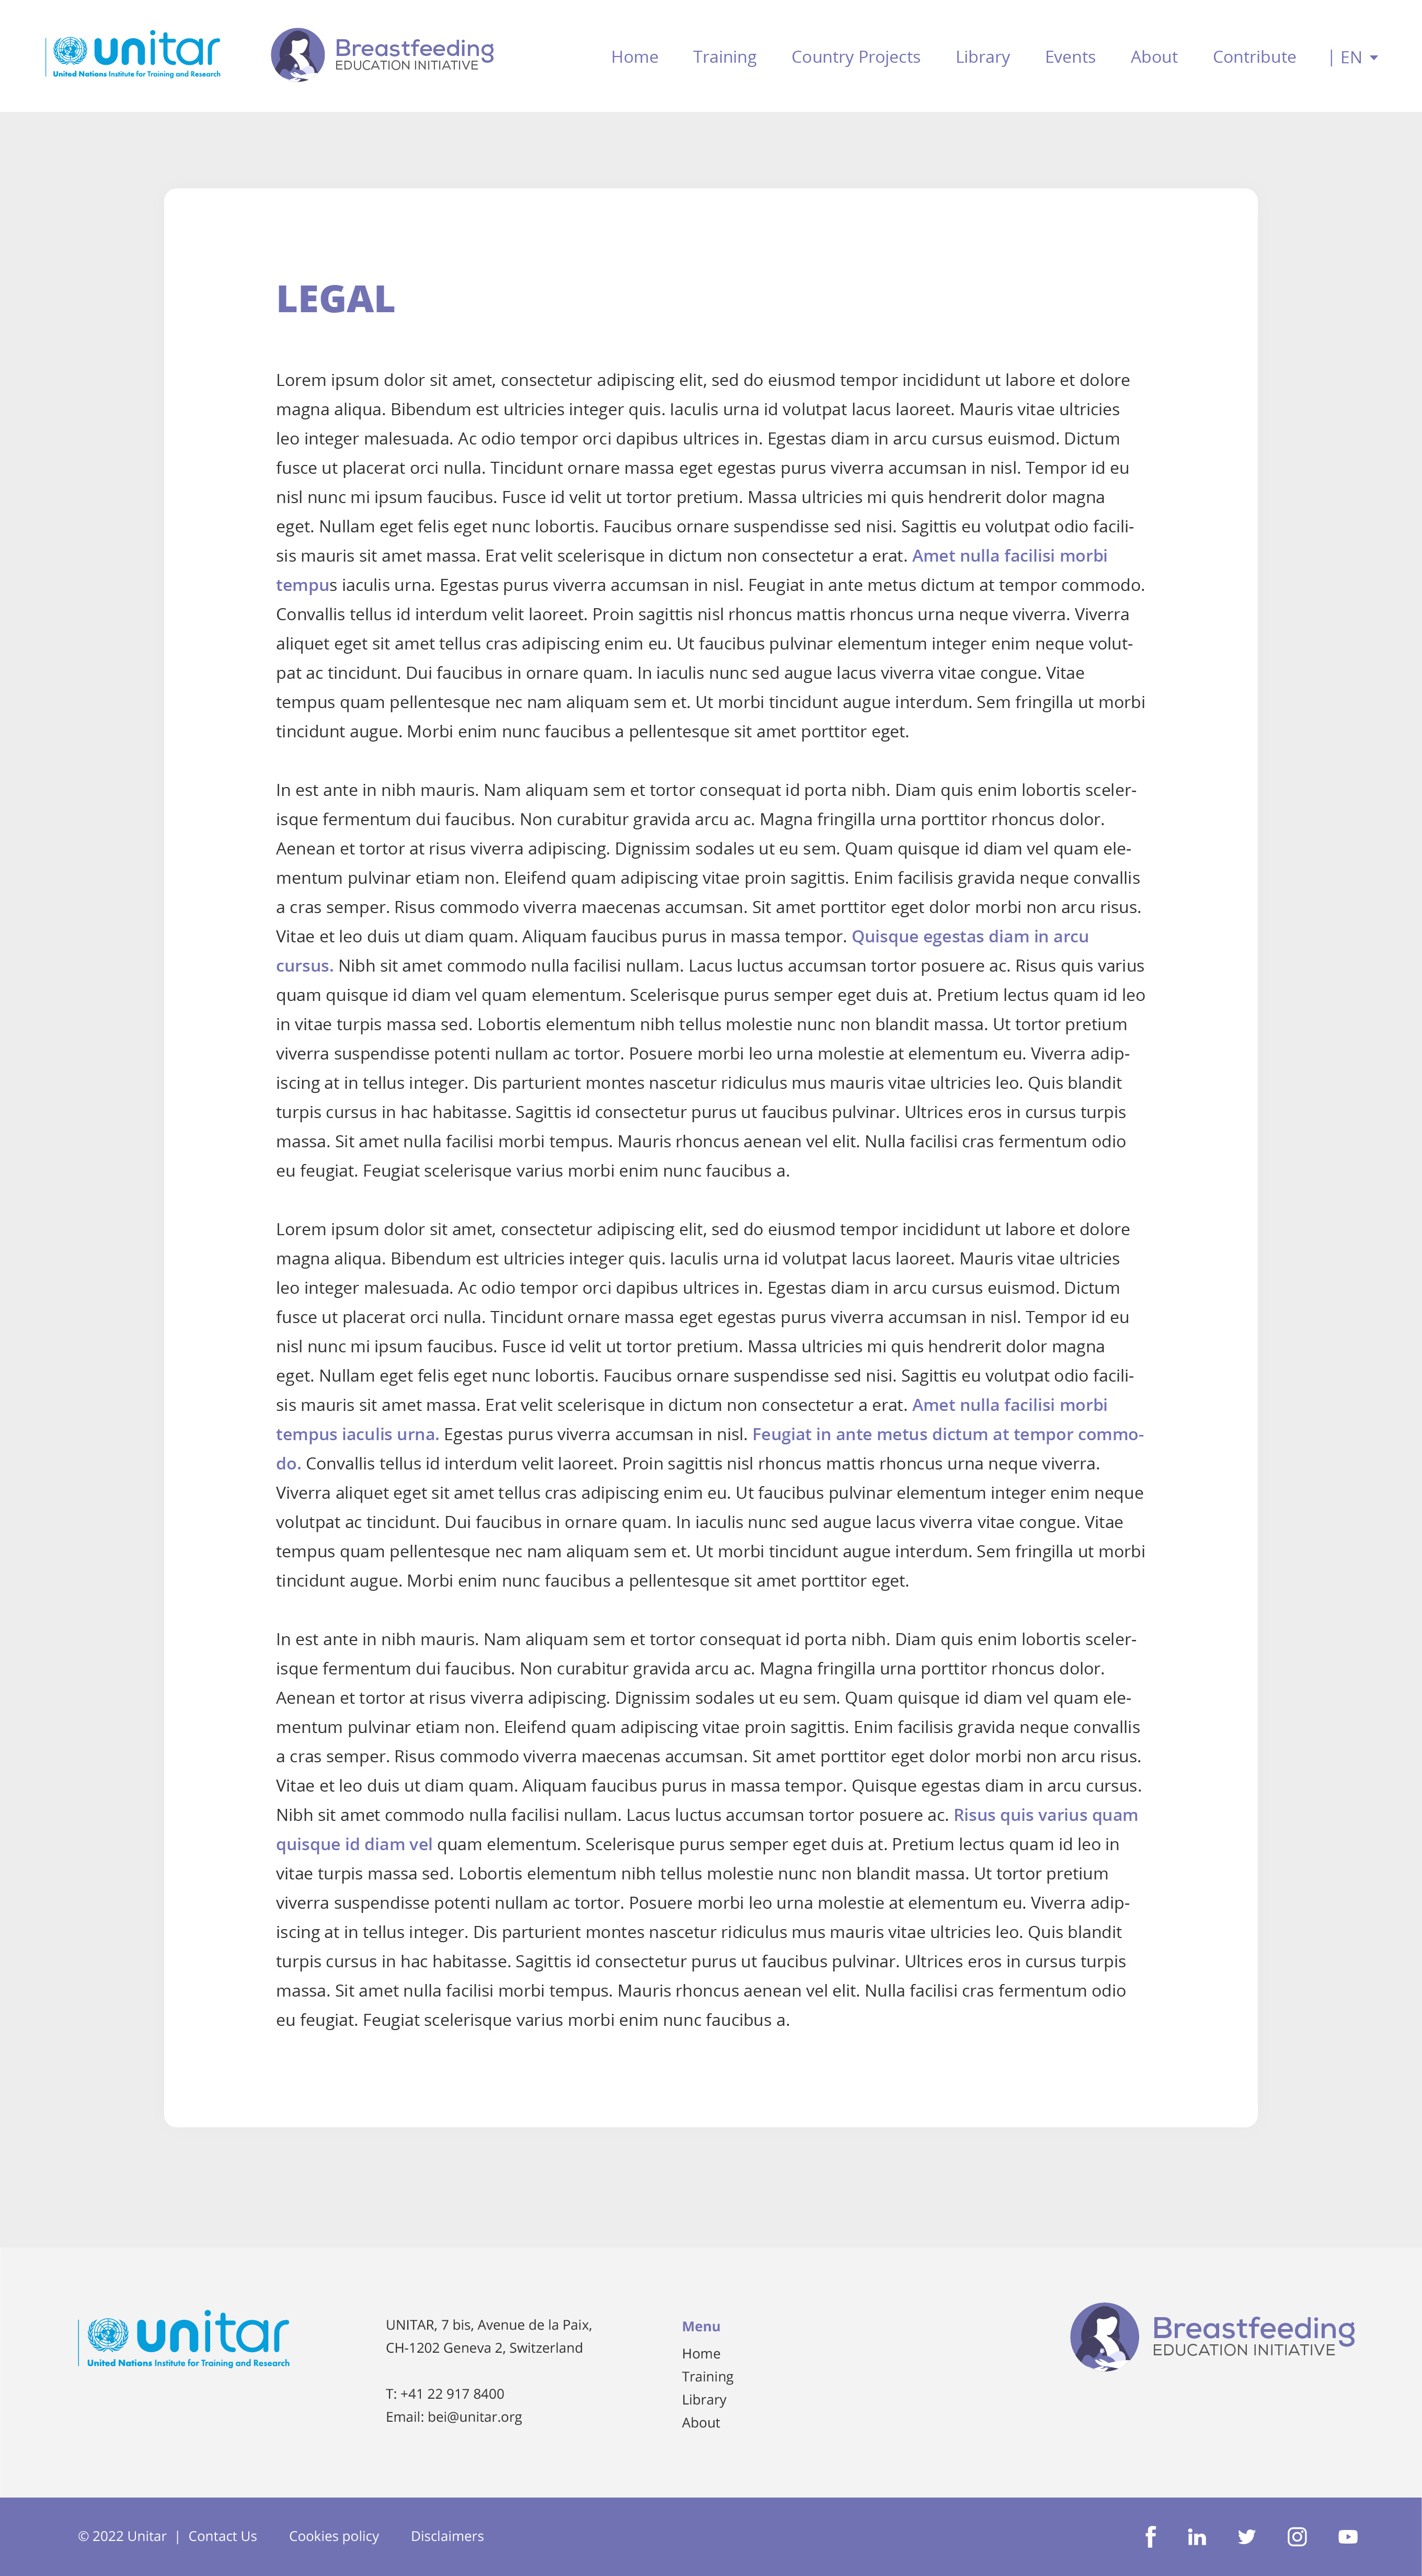 unitar
United Nations Institute for Training and Research
Breastfeeding
EDUCATION INITIATIVE
Home Training Country Projects Library Events About Contribute | EN
LEGAL
Lorem ipsum dolor sit amet, consectetur adipiscing elit, sed do eiusmod tempor incididunt ut labore et dolore
magna aliqua. Bibendum est ultricies integer quis. Iaculis urna id volutpat lacus laoreet. Mauris vitae ultricies
leo integer malesuada. Ac odio tempor orci dapibus ultrices in. Egestas diam in arcu cursus euismod. Dictum
fusce ut placerat orci nulla. Tincidunt ornare massa eget egestas purus viverra accumsan in nisl. Tempor id eu
nisl nunc mi ipsum faucibus. Fusce id velit ut tortor pretium. Massa ultricies mi quis hendrerit dolor magna
eget. Nullam eget felis eget nunc lobortis. Faucibus ornare suspendisse sed nisi. Sagittis eu volutpat odio facili-
sis mauris sit amet massa. Erat velit scelerisque in dictum non consectetur a erat. Amet nulla facilisi morbi
tempus iaculis urna. Egestas purus viverra accumsan in nisl. Feugiat in ante metus dictum at tempor commodo.
Convallis tellus id interdum velit laoreet. Proin sagittis nisl rhoncus mattis rhoncus urna neque viverra. Viverra
aliquet eget sit amet tellus cras adipiscing enim eu. Ut faucibus pulvinar elementum integer enim neque volut-
pat ac tincidunt. Dui faucibus in ornare quam. In iaculis nunc sed augue lacus viverra vitae congue. Vitae
tempus quam pellentesque nec nam aliquam sem et. Ut morbi tincidunt augue interdum. Sem fringilla ut morbi
tincidunt augue. Morbi enim nunc faucibus a pellentesque sit amet porttitor eget.
In est ante in nibh mauris. Nam aliquam sem et tortor consequat id porta nibh. Diam quis enim lobortis sceler-
isque fermentum dui faucibus. Non curabitur gravida arcu ac. Magna fringilla urna porttitor rhoncus dolor.
Aenean et tortor at risus viverra adipiscing. Dignissim sodales ut eu sem. Quam quisque id diam vel quam ele-
mentum pulvinar etiam non. Eleifend quam adipiscing vitae proin sagittis. Enim facilisis gravida neque convallis
a cras semper. Risus commodo viverra maecenas accumsan. Sit amet porttitor eget dolor morbi non arcu risus.
Vitae et leo duis ut diam quam. Aliquam faucibus purus in massa tempor. Quisque egestas diam in arcu
cursus. Nibh sit amet commodo nulla facilisi nullam. Lacus luctus accumsan tortor posuere ac. Risus quis varius
quam quisque id diam vel quam elementum. Scelerisque purus semper eget duis at. Pretium lectus quam id leo
in vitae turpis massa sed. Lobortis elementum nibh tellus molestie nunc non blandit massa. Ut tortor pretium
viverra suspendisse potenti nullam ac tortor. Posuere morbi leo urna molestie at elementum eu. Viverra adip-
iscing at in tellus integer. Dis parturient montes nascetur ridiculus mus mauris vitae ultricies leo. Quis blandit
turpis cursus in hac habitasse. Sagittis id consectetur purus ut faucibus pulvinar. Ultrices eros in cursus turpis
massa. Sit amet nulla facilisi morbi tempus. Mauris rhoncus aenean vel elit. Nulla facilisi cras fermentum odio
eu feugiat. Feugiat scelerisque varius morbi enim nunc faucibus a.
Lorem ipsum dolor sit amet, consectetur adipiscing elit, sed do eiusmod tempor incididunt ut labore et dolore
magna aliqua. Bibendum est ultricies integer quis. Iaculis urna id volutpat lacus laoreet. Mauris vitae ultricies
leo integer malesuada. Ac odio tempor orci dapibus ultrices in. Egestas diam in arcu cursus euismod. Dictum
fusce ut placerat orci nulla. Tincidunt ornare massa eget egestas purus viverra accumsan in nisl. Tempor id eu
nisl nunc mi ipsum faucibus. Fusce id velit ut tortor pretium. Massa ultricies mi quis hendrerit dolor magna
eget. Nullam eget felis eget nunc lobortis. Faucibus ornare suspendisse sed nisi. Sagittis eu volutpat odio facili-
sis mauris sit amet massa. Erat velit scelerisque in dictum non consectetur a erat. Amet nulla facilisi morbi
tempus iaculis urna. Egestas purus viverra accumsan in nisl. Feugiat in ante metus dictum at tempor commo-
do. Convallis tellus id interdum velit laoreet. Proin sagittis nisl rhoncus mattis rhoncus urna neque viverra.
Viverra aliquet eget sit amet tellus cras adipiscing enim eu. Ut faucibus pulvinar elementum integer enim neque
volutpat ac tincidunt. Dui faucibus in ornare quam. In iaculis nunc sed augue lacus viverra vitae congue. Vitae
tempus quam pellentesque nec nam aliquam sem et. Ut morbi tincidunt augue interdum. Sem fringilla ut morbi
tincidunt augue. Morbi enim nunc faucibus a pellentesque sit amet porttitor eget.
In est ante in nibh mauris. Nam aliquam sem et tortor consequat id porta nibh. Diam quis enim lobortis sceler-
isque fermentum dui faucibus. Non curabitur gravida arcu ac. Magna fringilla urna porttitor rhoncus dolor.
Aenean et tortor at risus viverra adipiscing. Dignissim sodales ut eu sem. Quam quisque id diam vel quam ele-
mentum pulvinar etiam non. Eleifend quam adipiscing vitae proin sagittis. Enim facilisis gravida neque convallis
a cras semper. Risus commodo viverra maecenas accumsan. Sit amet porttitor eget dolor morbi non arcu risus.
Vitae et leo duis ut diam quam. Aliquam faucibus purus in massa tempor. Quisque egestas diam in arcu cursus.
Nibh sit amet commodo nulla facilisi nullam. Lacus luctus accumsan tortor posuere ac. Risus quis varius quam
quisque id diam vel quam elementum. Scelerisque purus semper eget duis at. Pretium lectus quam id leo in
vitae turpis massa sed. Lobortis elementum nibh tellus molestie nunc non blandit massa. Ut tortor pretium
viverra suspendisse potenti nullam ac tortor. Posuere morbi leo urna molestie at elementum eu. Viverra adip-
iscing at in tellus integer. Dis parturient montes nascetur ridiculus mus mauris vitae ultricies leo. Quis blandit
turpis cursus in hac habitasse. Sagittis id consectetur purus ut faucibus pulvinar. Ultrices eros in cursus turpis
massa. Sit amet nulla facilisi morbi tempus. Mauris rhoncus aenean vel elit. Nulla facilisi cras fermentum odio
eu feugiat. Feugiat scelerisque varius morbi enim nunc faucibus a.
unitar
United Nations Institute for Training and Research
UNITAR, 7 bis, Avenue de la Paix,
CH-1202 Geneva 2, Switzerland
T: +41 22 917 8400
Email: bei@unitar.org
Menu
Home
Training
Library
About
Breastfeeding
EDUCATION INITIATIVE
© 2022 Unitar | Contact Us Cookies policy Disclaimers